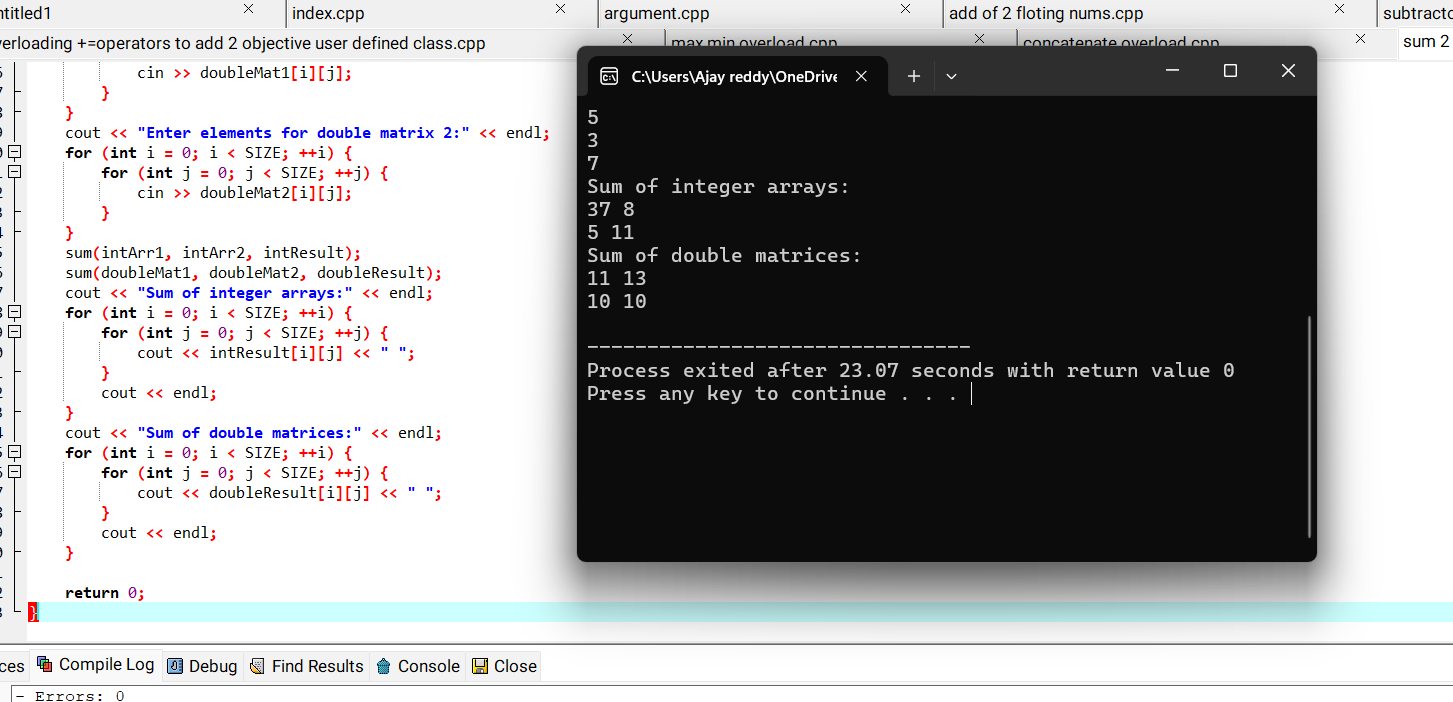 ntitled1 index.cpp argument.cpp add of 2 floting nums.cpp subtracto
verloading +=operators to add 2 objective user defined class.cpp max min overload.cpp concatenate overload.cpp sum 2
cin >> doubleMat1[i][j];
}
}
cout << "Enter elements for double matrix 2:" << endl;
for (int i = 0; i < SIZE; ++i) {
for (int j = 0; j < SIZE; ++j) {
cin >> doubleMat2[i][j];
}
}
sum(intArr1, intArr2, intResult);
sum(doubleMat1, doubleMat2, doubleResult);
cout << "Sum of integer arrays:" << endl;
for (int i = 0; i < SIZE; ++i) {
for (int j = 0; j < SIZE; ++j) {
cout << intResult[i][j] << " ";
}
cout << endl;
}
cout << "Sum of double matrices:" << endl;
for (int i = 0; i < SIZE; ++i) {
for (int j = 0; j < SIZE; ++j) {
cout << doubleResult[i][j] << " ";
}
cout << endl;
}
return 0;
}
C:\Users\Ajay reddy\OneDrive
5
3
7
Sum of integer arrays:
37 8
5 11
Sum of double matrices:
11 13
10 10
--------------------------------
Process exited after 23.07 seconds with return value 0
Press any key to continue . . .
ces Compile Log Debug Find Results Console Close
- Errors: 0